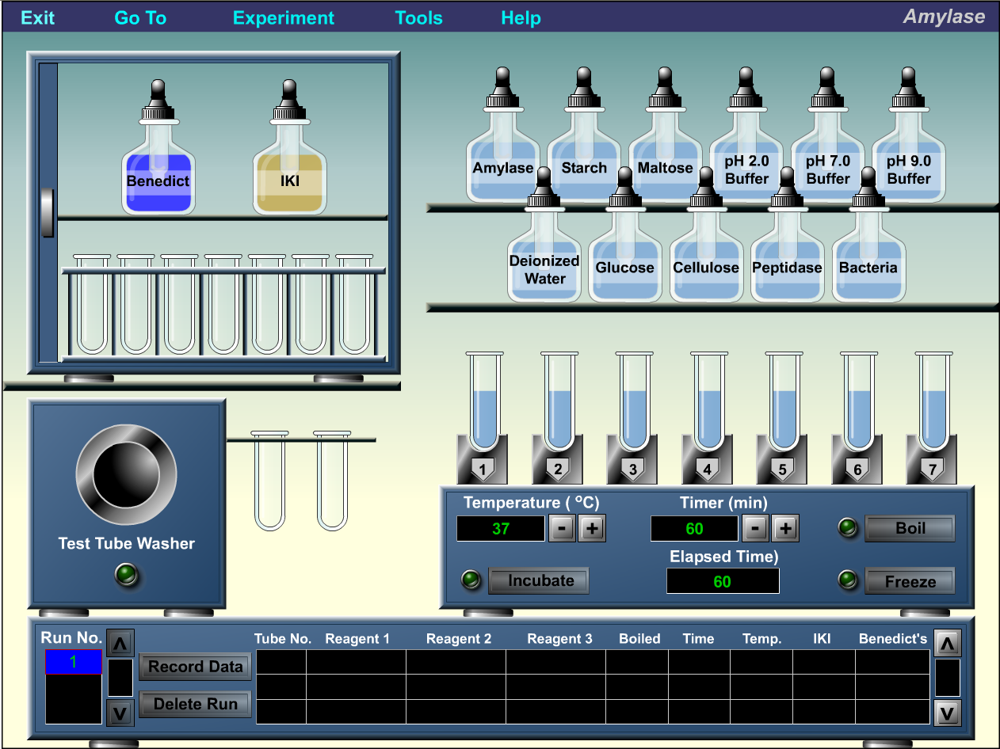 Exit Go To Experiment Tools Help Amylase
Benedict IKI
Amylase Starch Maltose pH 2.0 Buffer pH 7.0 Buffer pH 9.0 Buffer
Deionized Water Glucose Cellulose Peptidase Bacteria
1 2 3 4 5 6 7
Temperature ( °C) Timer (min)
37 - + 60 - + Boil
Elapsed Time)
Incubate 60 Freeze
Test Tube Washer
Run No. Λ Tube No. Reagent 1 Reagent 2 Reagent 3 Boiled Time Temp. IKI Benedict's Λ
1 Record Data
V Delete Run V